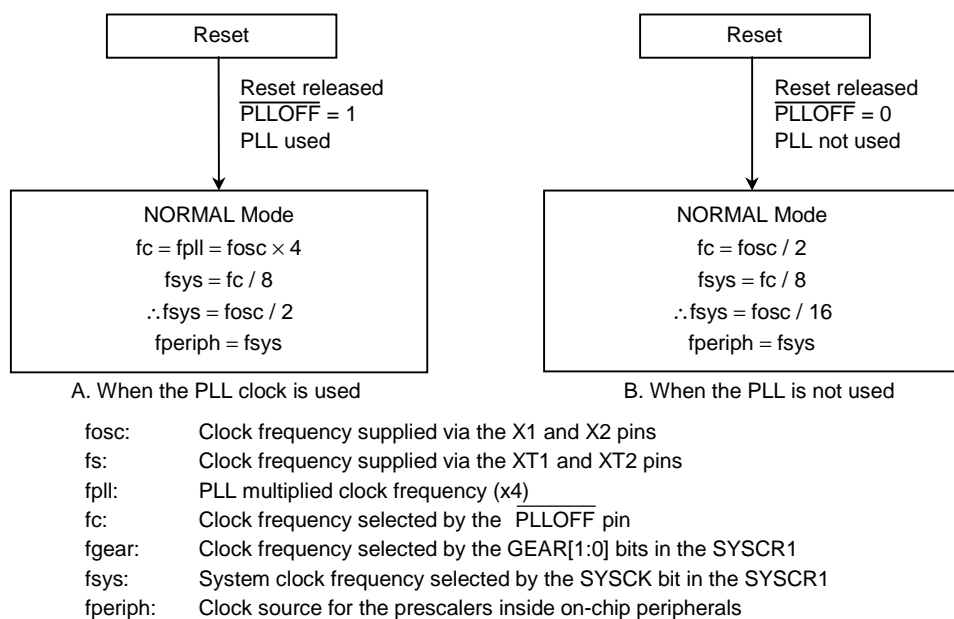 Reset
Reset released
PLLOFF = 1
PLL used
NORMAL Mode
fc = fpll = fosc × 4
fsys = fc / 8
∴fsys = fosc / 2
fperiph = fsys
A. When the PLL clock is used
Reset
Reset released
PLLOFF = 0
PLL not used
NORMAL Mode
fc = fosc / 2
fsys = fc / 8
∴fsys = fosc / 16
fperiph = fsys
B. When the PLL is not used
fosc: Clock frequency supplied via the X1 and X2 pins
fs: Clock frequency supplied via the XT1 and XT2 pins
fpll: PLL multiplied clock frequency (x4)
fc: Clock frequency selected by the PLLOFF pin
fgear: Clock frequency selected by the GEAR[1:0] bits in the SYSCR1
fsys: System clock frequency selected by the SYSCK bit in the SYSCR1
fperiph: Clock source for the prescalers inside on-chip peripherals